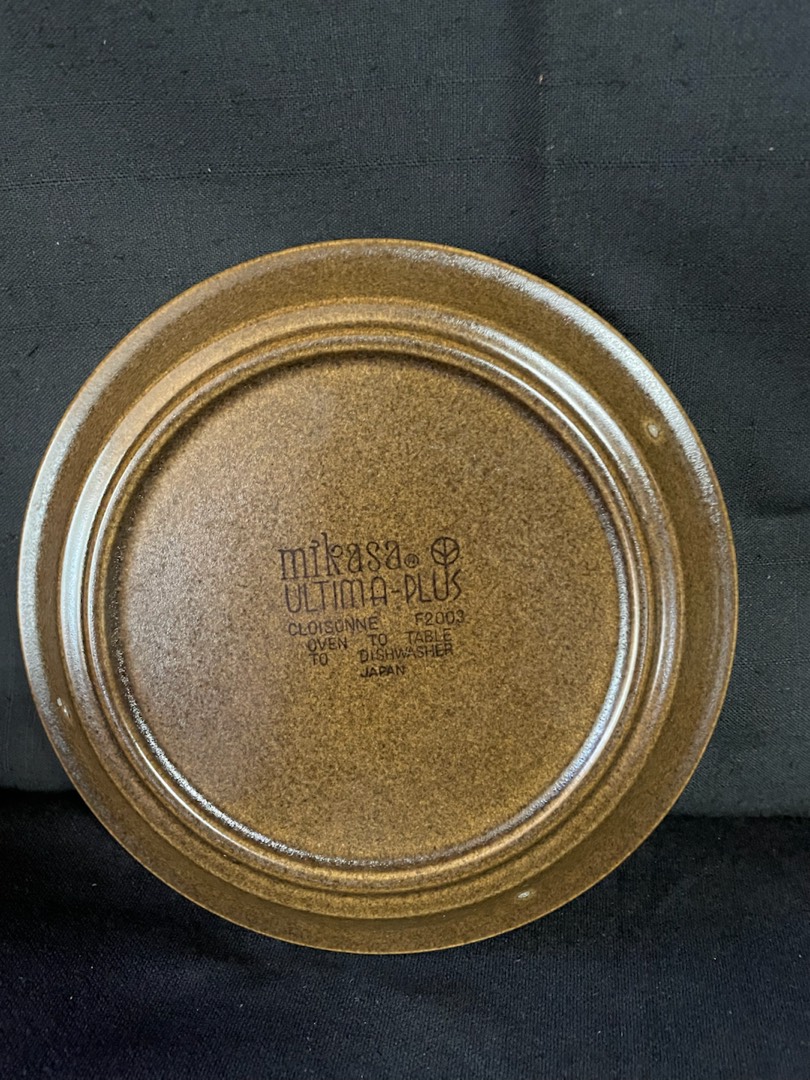 mikasa®
ULTIMA-PLUS
CLOISONNE F2003
OVEN TO TABLE
TO DISHWASHER
JAPAN